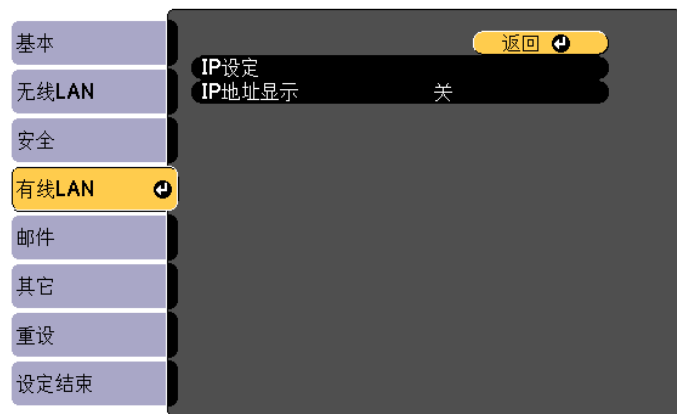 基本
无线LAN
安全
有线LAN
邮件
其它
重设
设定结束
返回
IP设定
IP地址显示 关